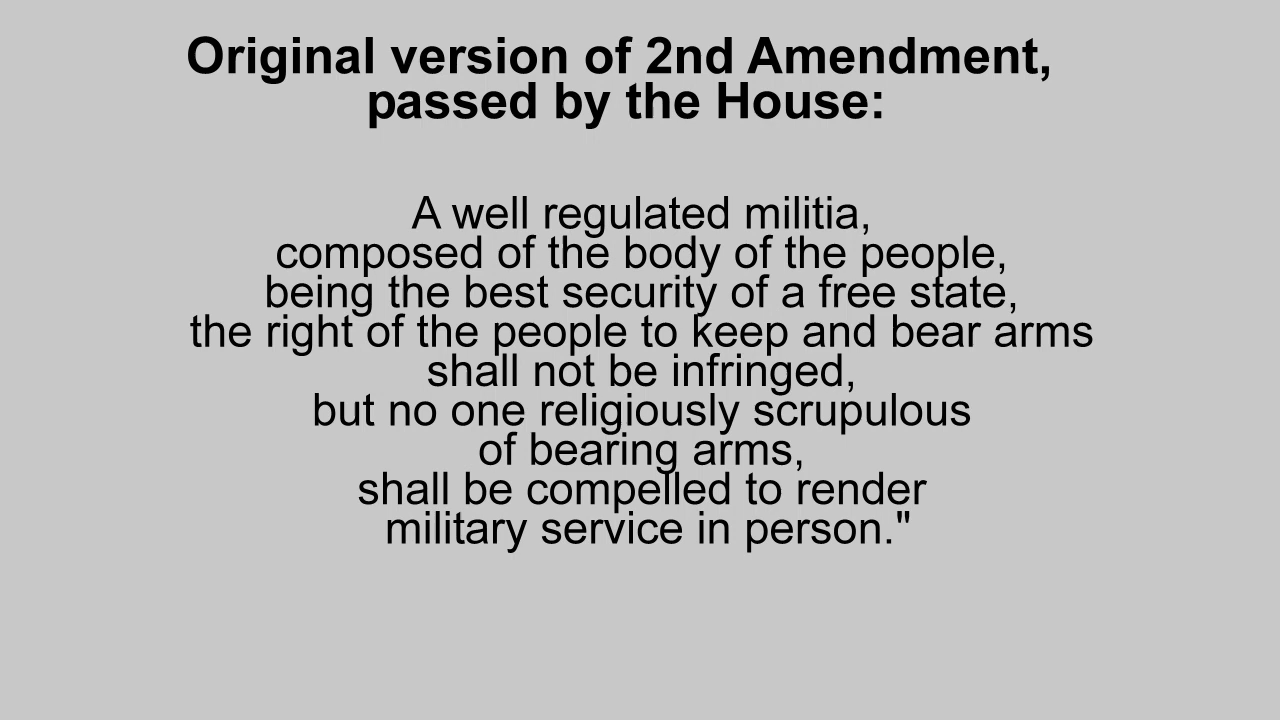 Original version of 2nd Amendment,
passed by the House:
A well regulated militia,
composed of the body of the people,
being the best security of a free state,
the right of the people to keep and bear arms
shall not be infringed,
but no one religiously scrupulous
of bearing arms,
shall be compelled to render
military service in person."